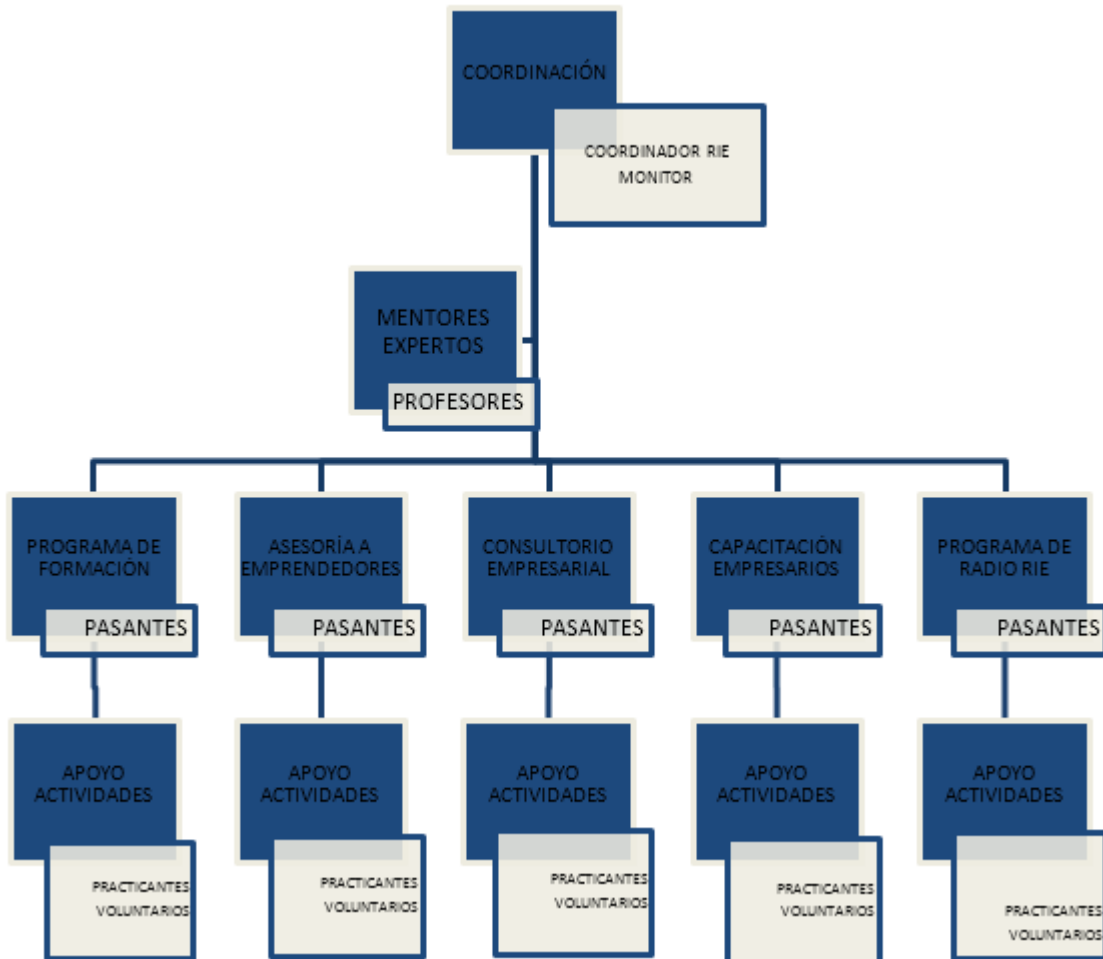 COORDINACIÓN
COORDINADOR RIE
MONITOR
MENTORES
EXPERTOS
PROFESORES
PROGRAMA DE
FORMACIÓN
PASANTES
ASESORÍA A
EMPRENDEDORES
PASANTES
CONSULTORIO
EMPRESARIAL
PASANTES
CAPACITACIÓN
EMPRESARIOS
PASANTES
PROGRAMA DE
RADIO RIE
PASANTES
APOYO
ACTIVIDADES
PRACTICANTES
VOLUNTARIOS
APOYO
ACTIVIDADES
PRACTICANTES
VOLUNTARIOS
APOYO
ACTIVIDADES
PRACTICANTES
VOLUNTARIOS
APOYO
ACTIVIDADES
PRACTICANTES
VOLUNTARIOS
APOYO
ACTIVIDADES
PRACTICANTES
VOLUNTARIOS